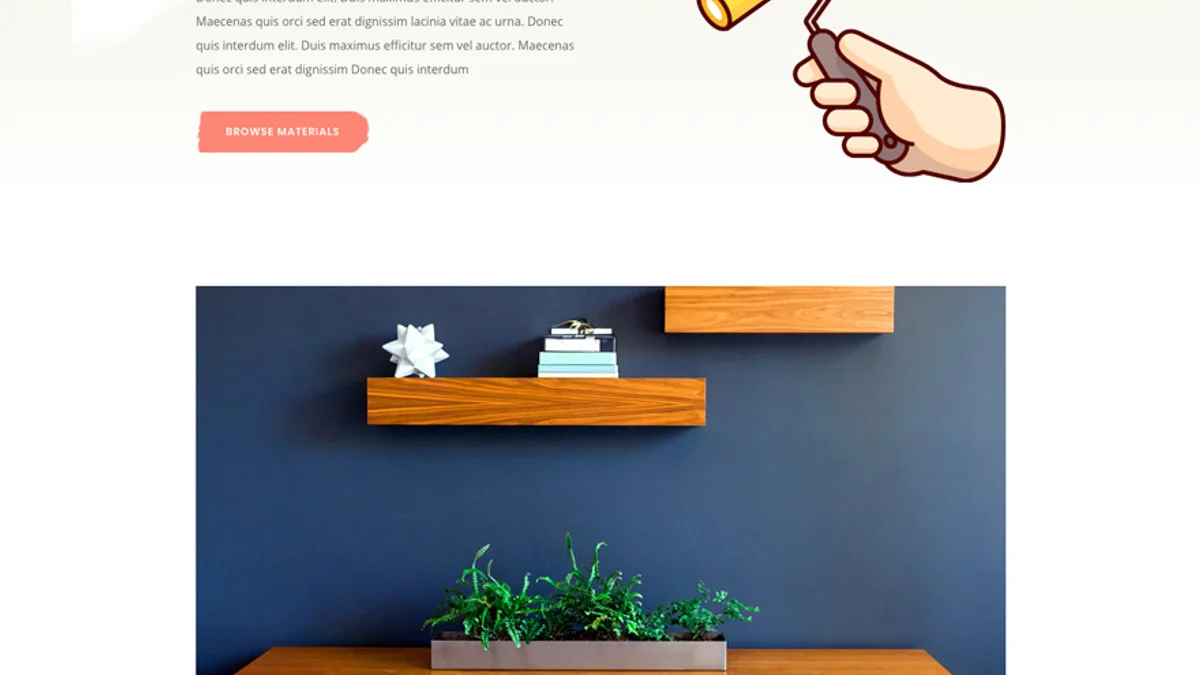 Donec quis interdum elit. Duis maximus efficitur sem vel auctor.
Maecenas quis orci sed erat dignissim lacinia vitae ac urna. Donec
quis interdum elit. Duis maximus efficitur sem vel auctor. Maecenas
quis orci sed erat dignissim Donec quis interdum
BROWSE MATERIALS